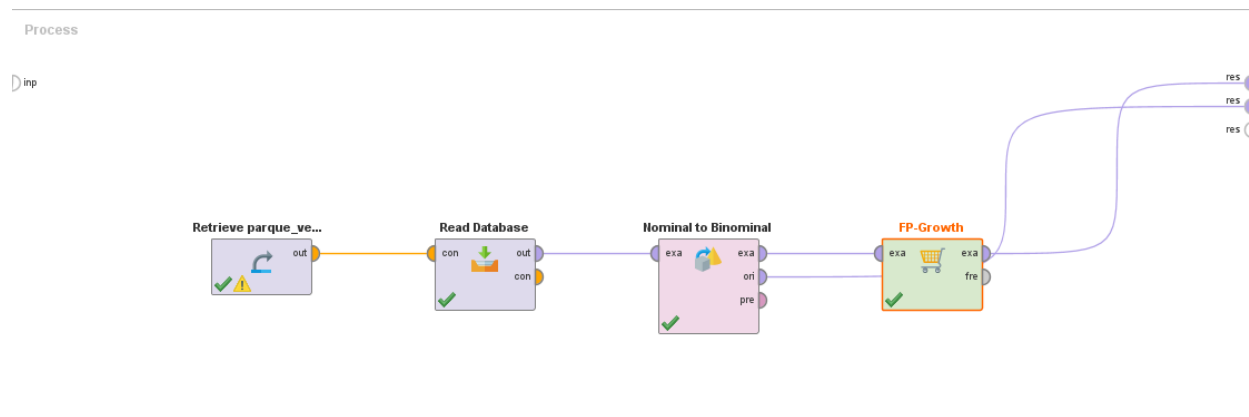 Process
inp
res
res
res
Retrieve parque_ve...
out
Read Database
con
out
con
Nominal to Binominal
exa
exa
ori
pre
FP-Growth
exa
exa
fre